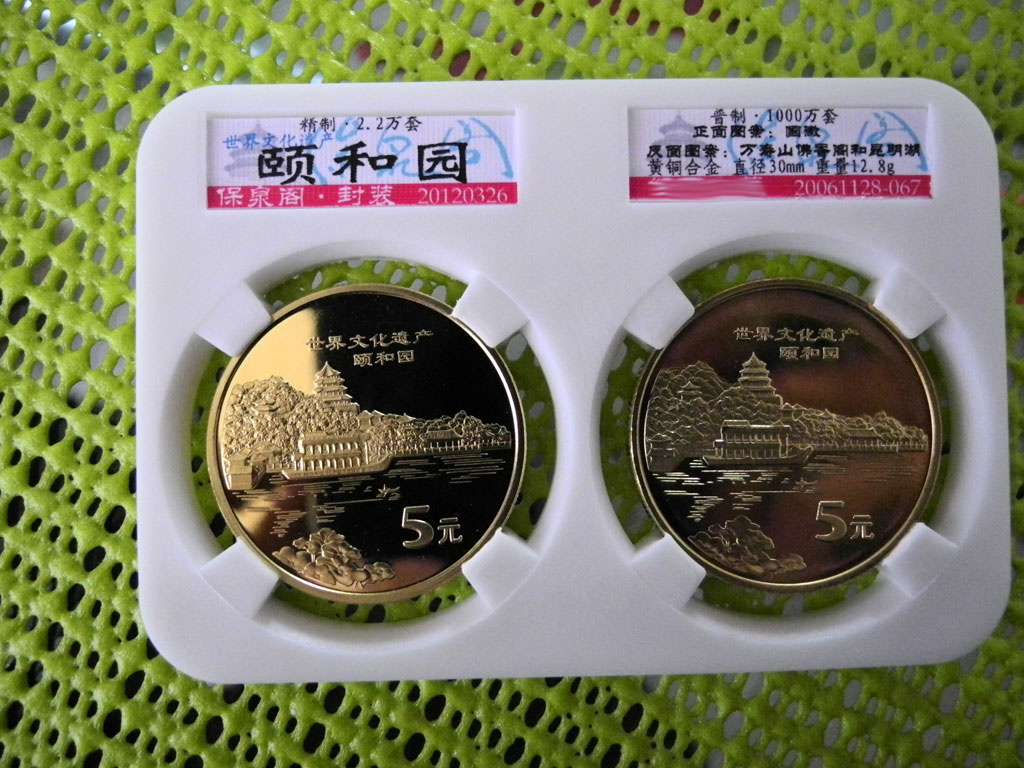 精制·2.2万套
世界文化遗产
颐和园
保泉阁·封装 20120326
普制·1000万套
正面图案：国徽
反面图案：万寿山佛香阁和昆明湖
黄铜合金 直径30mm 重量12.8g
20061128-067
世界文化遗产
颐和园
5元
世界文化遗产
颐和园
5元